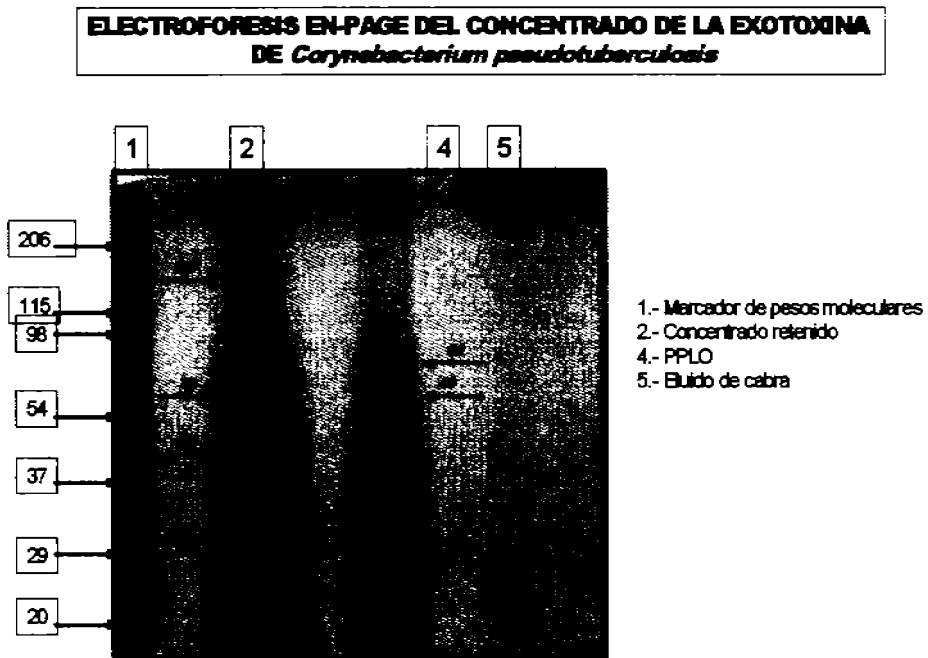 ELECTROFORESIS EN-PAGE DEL CONCENTRADO DE LA EXOTOXINA
DE Corynebacterium pseudotuberculosis
1 2 4 5
206
115
98
54
37
29
20
1.- Marcador de pesos moleculares
2.- Concentrado retenido
4.- PPLO
5.- Eluido de cabra